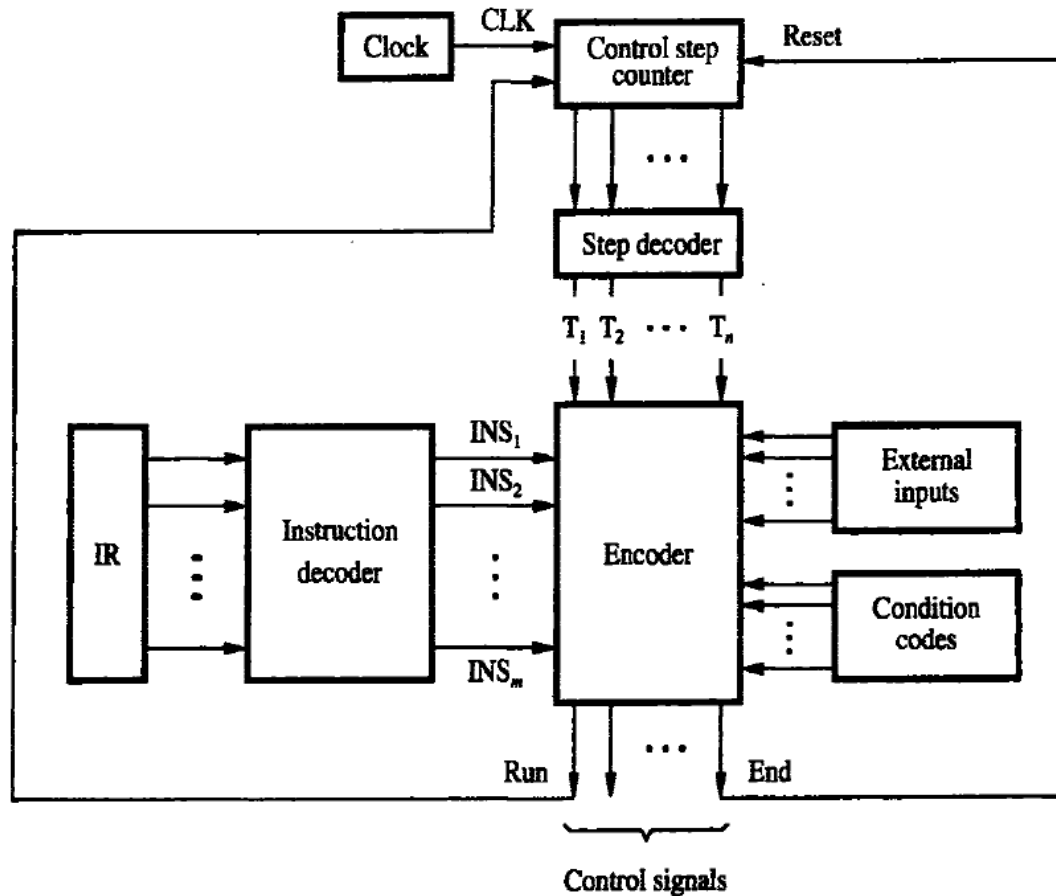 Clock
CLK
Control step
counter
Reset
Step decoder
T₁ T₂ ··· Tₙ
IR
Instruction
decoder
INS₁
INS₂
INSₘ
Encoder
External
inputs
Condition
codes
Run
End
Control signals